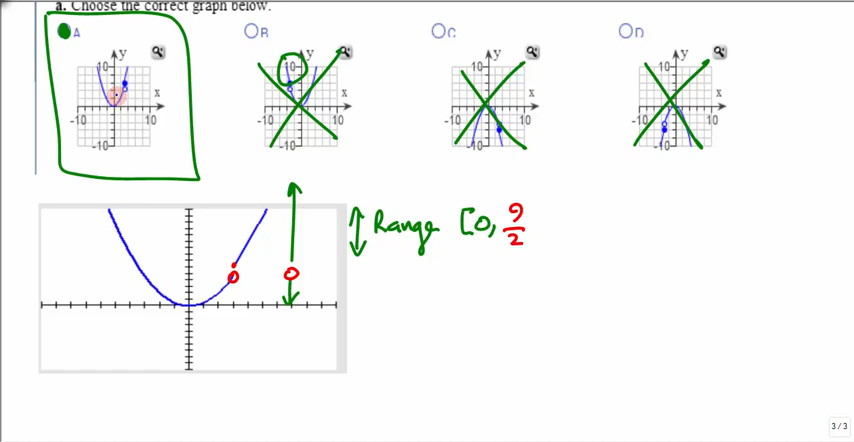 a. Choose the correct graph below.
A B C D
y y y y
10 10 10 10
x x x x
-10 10 -10 10 -10 10 -10 10
-10 -10 -10 -10
Range [0, 9/2
3 / 3